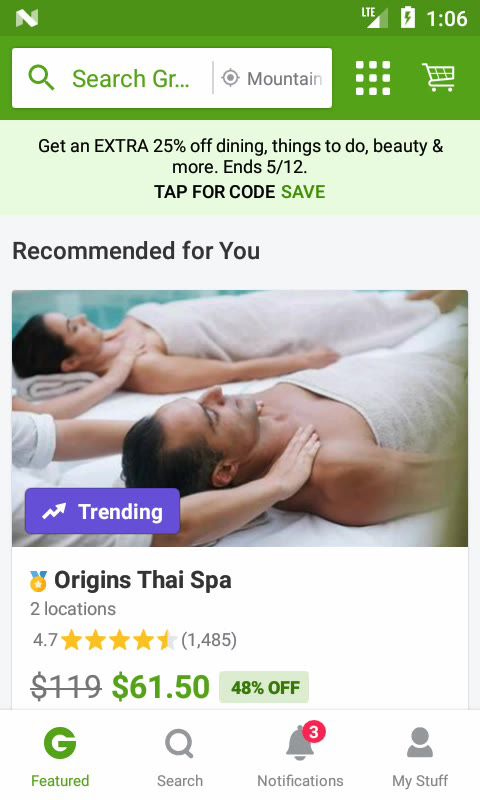 LTE 1:06
Search Gr... Mountain
Get an EXTRA 25% off dining, things to do, beauty &
more. Ends 5/12.
TAP FOR CODE SAVE
Recommended for You
Trending
Origins Thai Spa
2 locations
4.7 (1,485)
$119 $61.50 48% OFF
3
Featured Search Notifications My Stuff